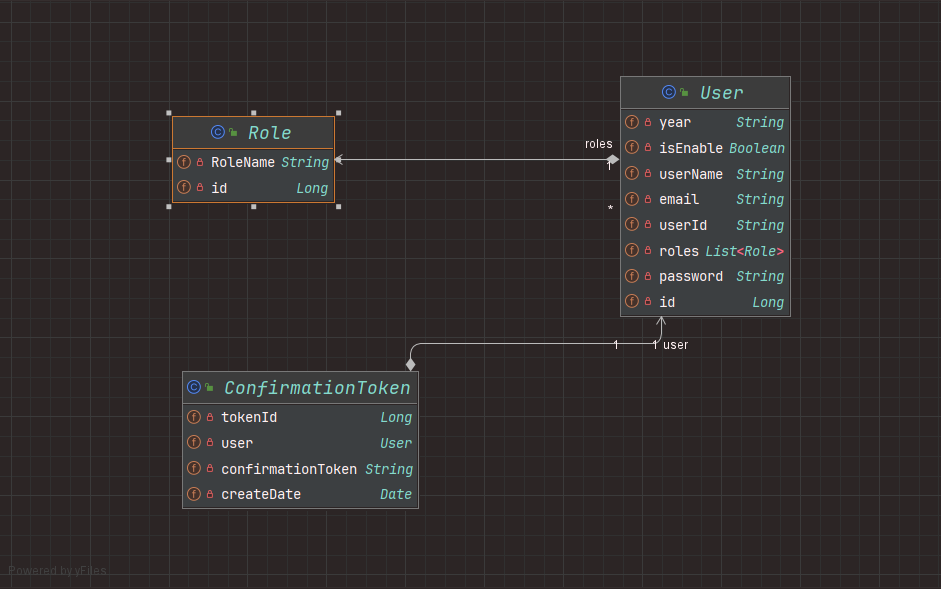 C User
f year String
roles
f isEnable Boolean
1
f userName String
f email String
*
f userId String
f roles List<Role>
f password String
f id Long
C Role
f RoleName String
f id Long
1 1 user
C ConfirmationToken
f tokenId Long
f user User
f confirmationToken String
f createDate Date
Powered by yFiles